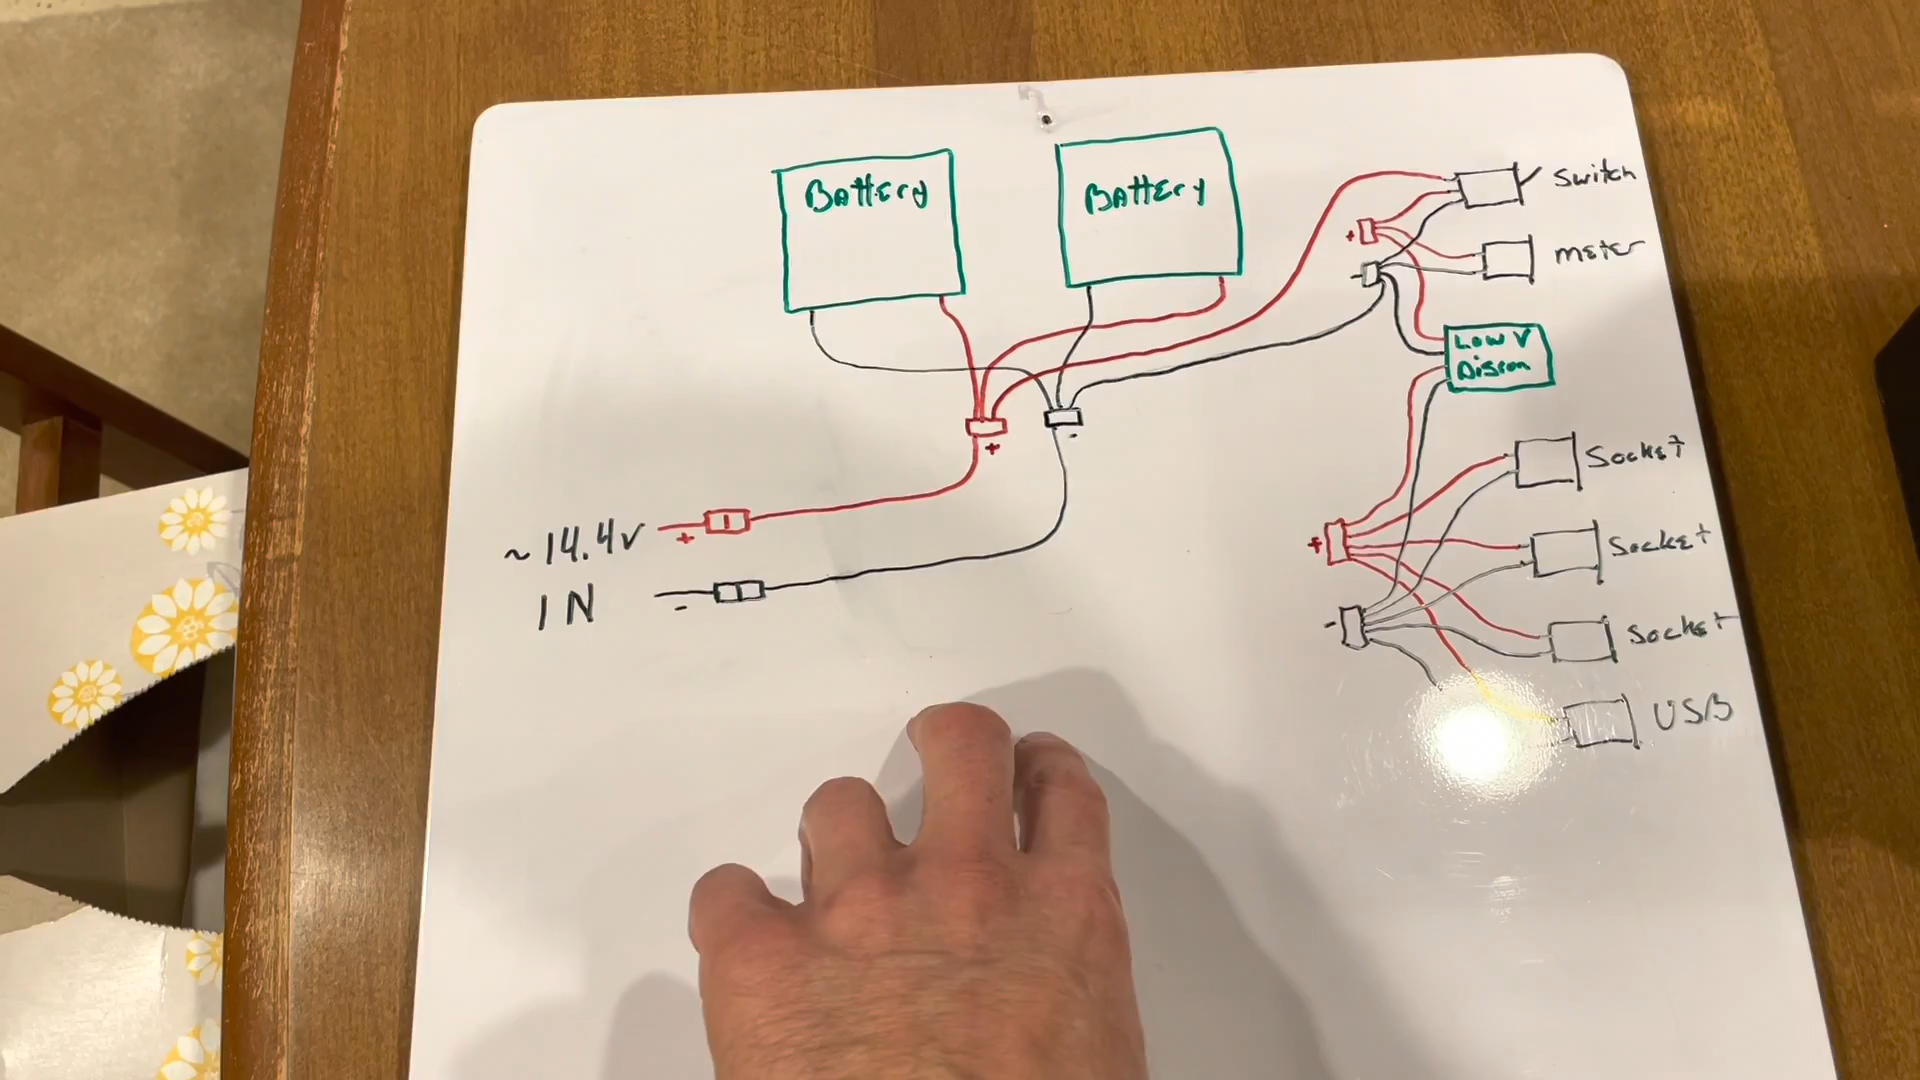 Battery
Battery
Switch
meter
+
-
Low V
Discon
+
-
Socket
~14.4v
+
Socket
+
IN
-
-
Socket
USB